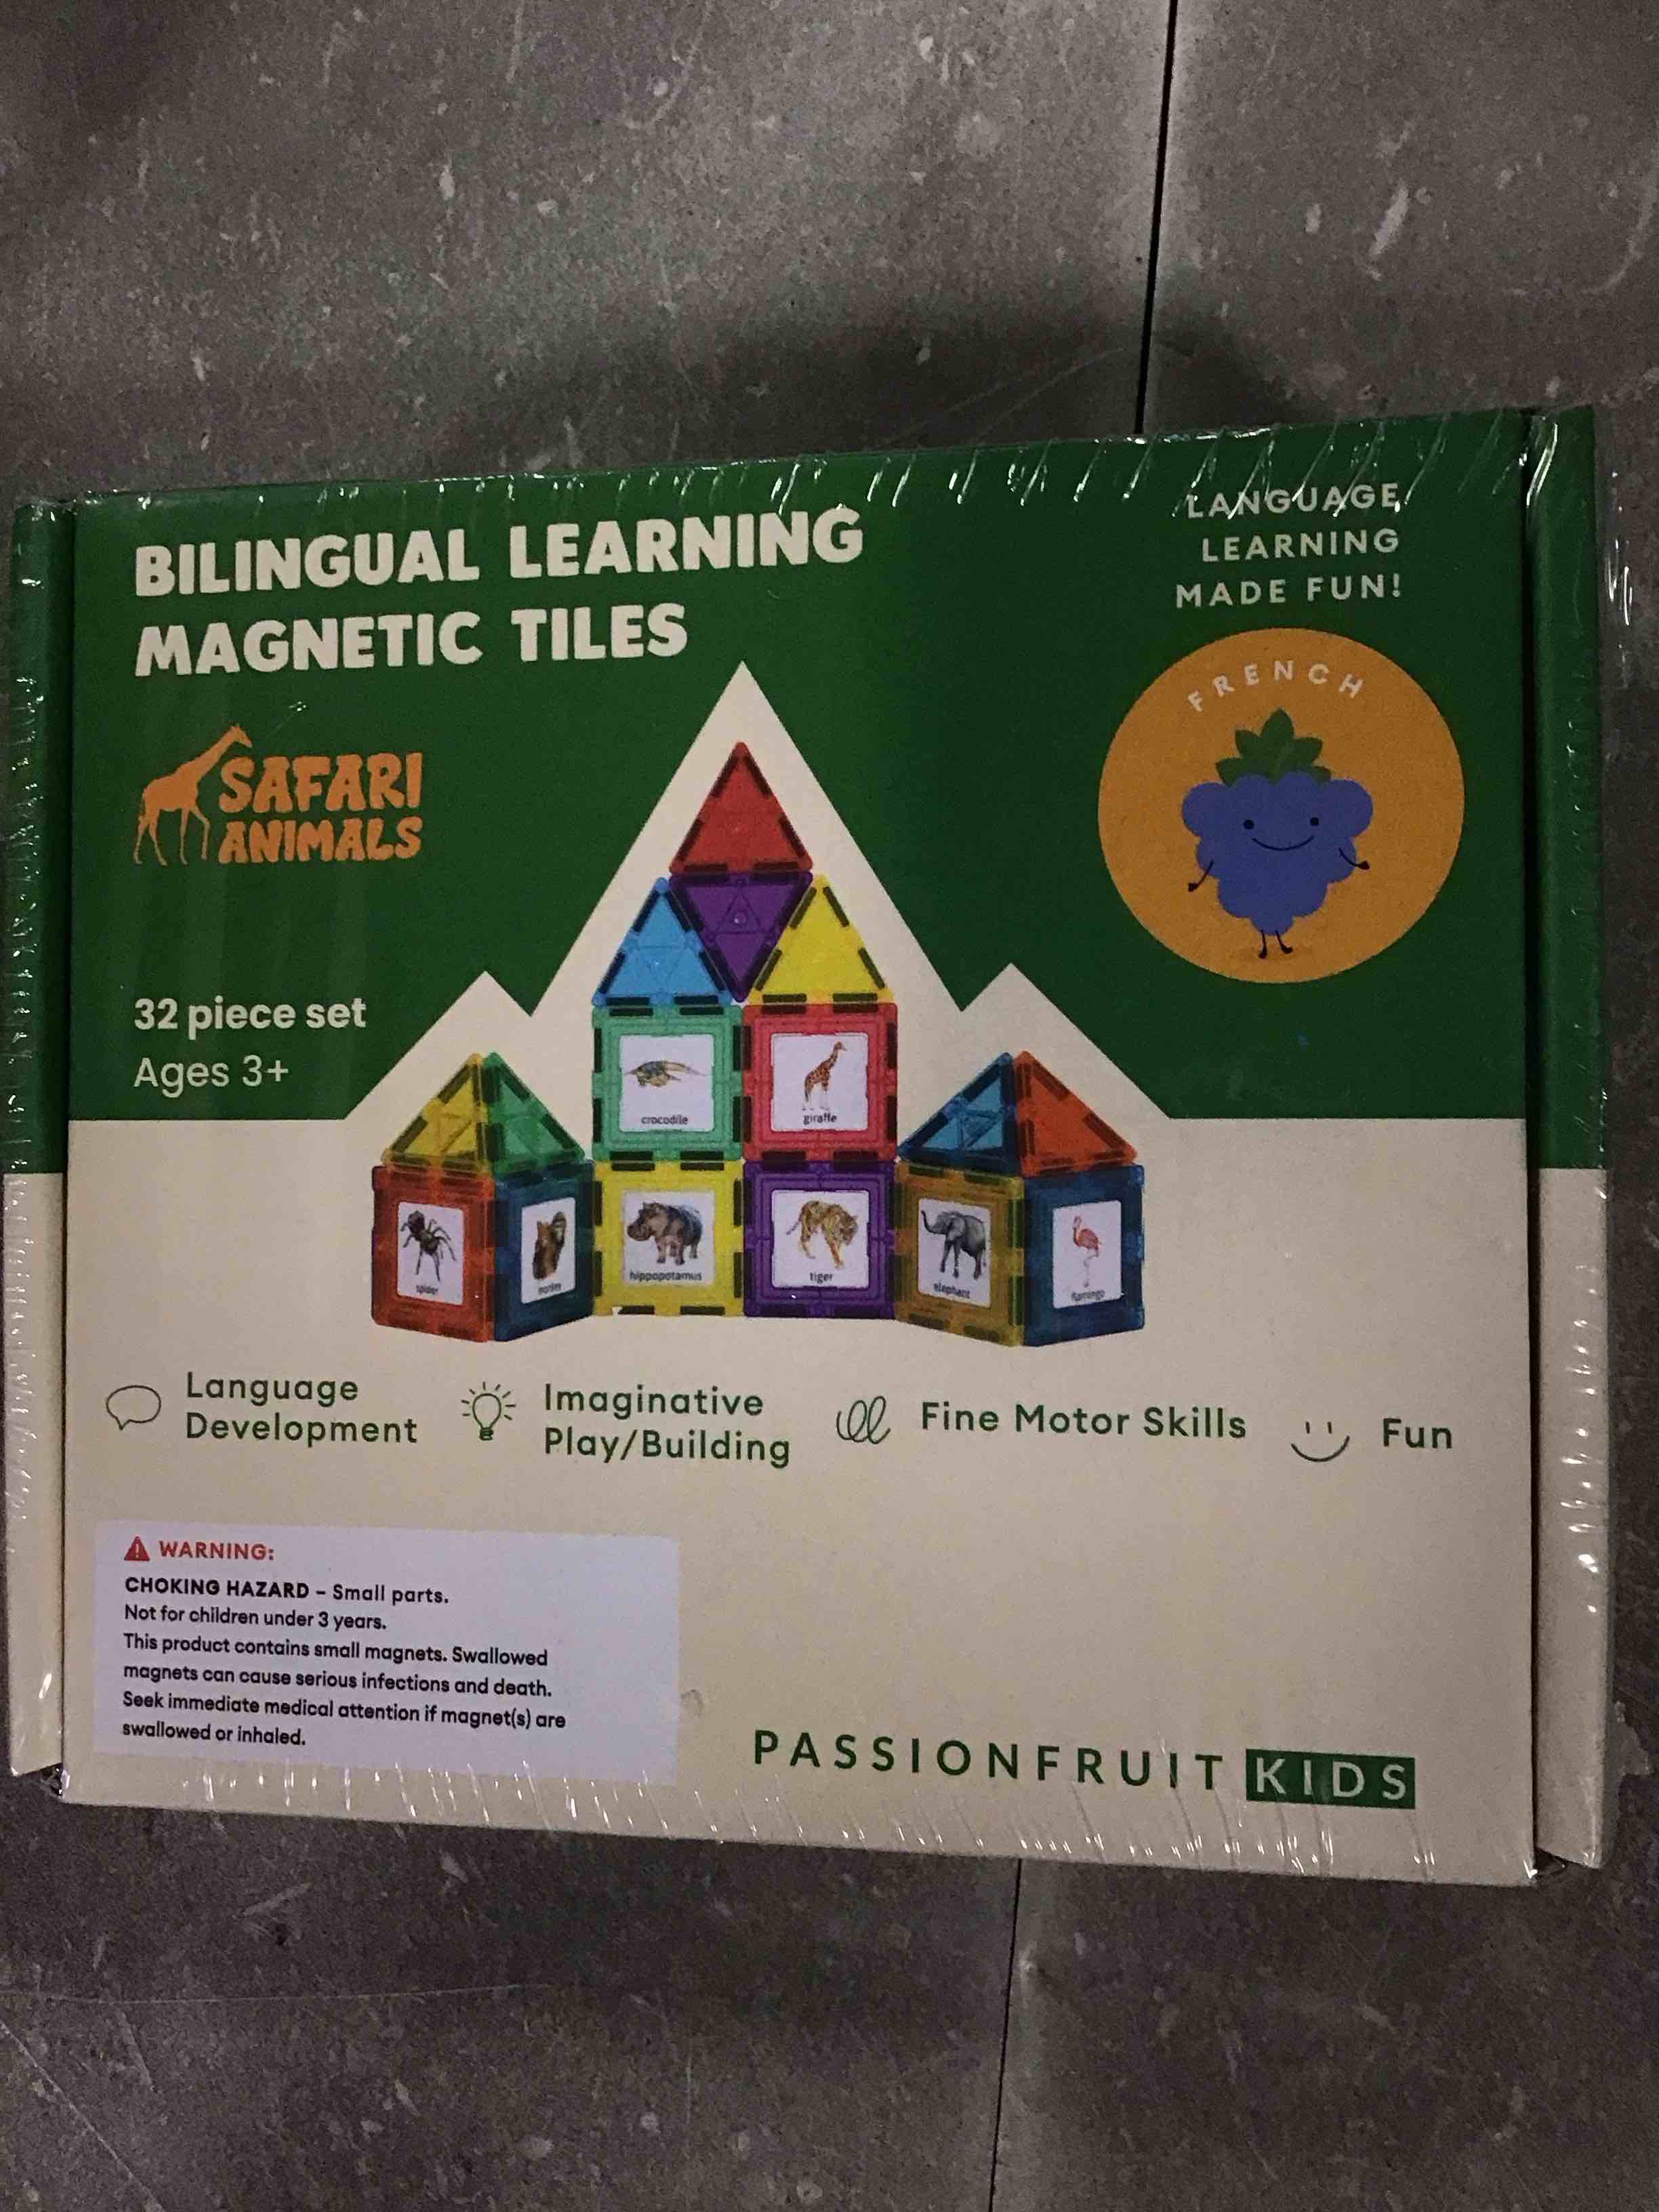 BILINGUAL LEARNING
MAGNETIC TILES
LANGUAGE
LEARNING
MADE FUN!
FRENCH
SAFARI
ANIMALS
32 piece set
Ages 3+
crocodile
giraffe
spider
hippopotamus
tiger
elephant
flamingo
Language
Development
Imaginative
Play/Building
Fine Motor Skills
Fun
WARNING:
CHOKING HAZARD – Small parts.
Not for children under 3 years.
This product contains small magnets. Swallowed
magnets can cause serious infections and death.
Seek immediate medical attention if magnet(s) are
swallowed or inhaled.
PASSIONFRUIT KIDS